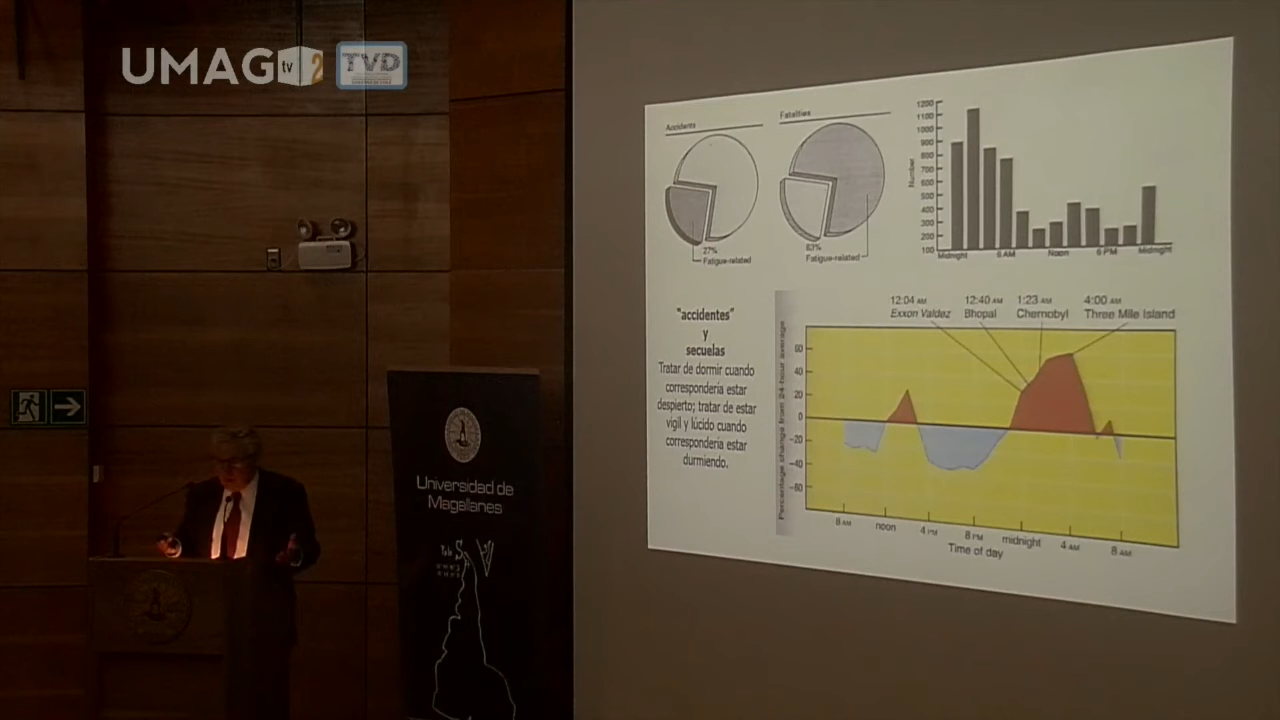 UMAG tv 2 TVD
Accidents
27%
Fatigue-related
Fatalities
83%
Fatigue-related
1200
1100
1000
900
800
700
600
500
400
300
200
100
Number
Midnight 6 AM Noon 6 PM Midnight
"accidentes"
y
secuelas
Tratar de dormir cuando
correspondería estar
despierto; tratar de estar
vigil y lúcido cuando
correspondería estar
durmiendo.
12:04 AM 12:40 AM 1:23 AM 4:00 AM
Exxon Valdez Bhopal Chernobyl Three Mile Island
Percentage change from 24-hour average
60
40
20
0
-20
-40
-60
8 AM noon 4 PM 8 PM midnight 4 AM 8 AM
Time of day
Universidad de
Magallanes